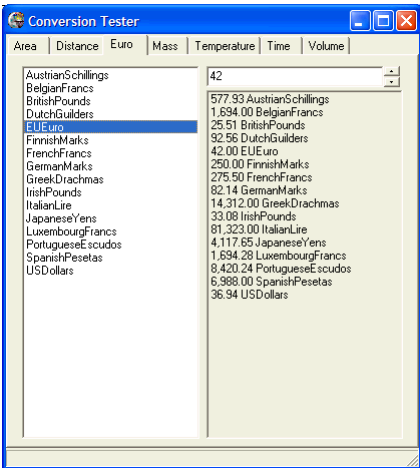 Conversion Tester
Area Distance Euro Mass Temperature Time Volume
AustrianSchillings
BelgianFrancs
BritishPounds
DutchGuilders
EUEuro
FinnishMarks
FrenchFrancs
GermanMarks
GreekDrachmas
IrishPounds
ItalianLire
JapaneseYens
LuxembourgFrancs
PortugueseEscudos
SpanishPesetas
USDollars
42
577.93 AustrianSchillings
1,694.00 BelgianFrancs
25.51 BritishPounds
92.56 DutchGuilders
42.00 EUEuro
250.00 FinnishMarks
275.50 FrenchFrancs
82.14 GermanMarks
14,312.00 GreekDrachmas
33.08 IrishPounds
81,323.00 ItalianLire
4,117.65 JapaneseYens
1,694.28 LuxembourgFrancs
8,420.24 PortugueseEscudos
6,988.00 SpanishPesetas
36.94 USDollars